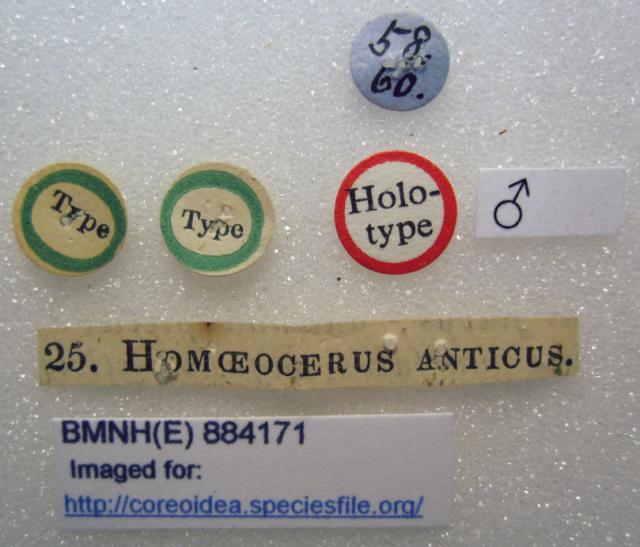 58.
60.
Type
Type
Holo-
type
♂
25. HOMŒOCERUS ANTICUS.
BMNH(E) 884171
Imaged for:
http://coreoidea.speciesfile.org/